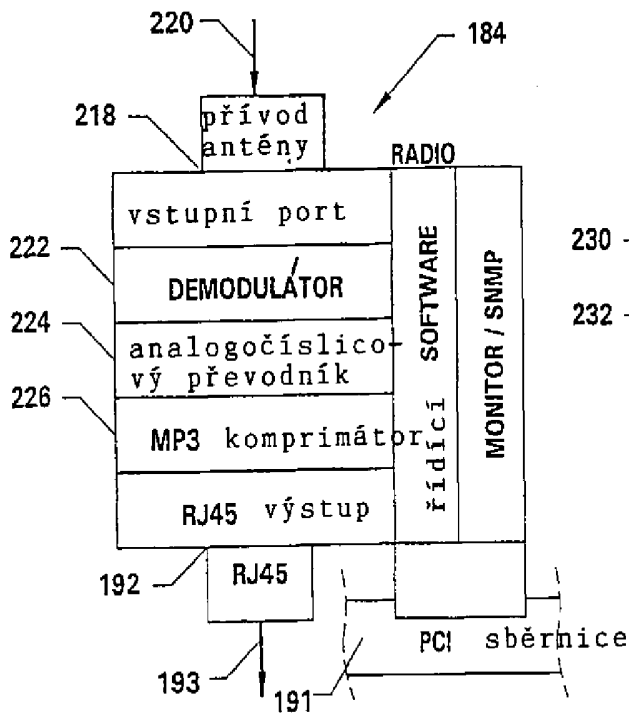 220
184
218
přívod
antény
RADIO
vstupní port
222
DEMODULÁTOR
224
analogočíslico-
vý převodník
226
MP3 komprimátor
RJ45 výstup
řídící SOFTWARE
MONITOR / SNMP
230
232
192
RJ45
193
191
PCI sběrnice